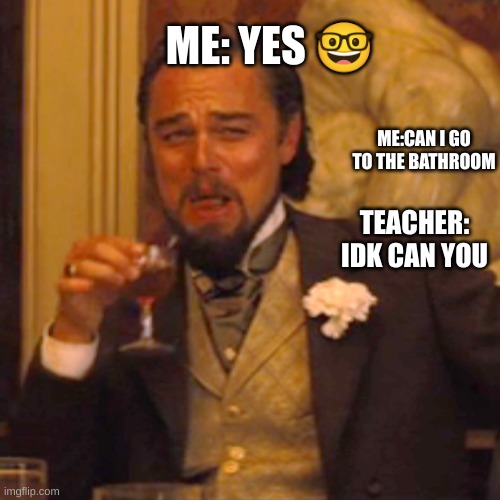 ME: YES 🤓
ME:CAN I GO
TO THE BATHROOM
TEACHER:
IDK CAN YOU
imgflip.com